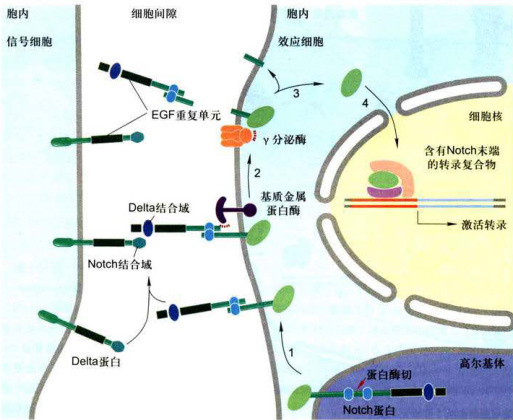 胞内
信号细胞
细胞间隙
胞内
效应细胞
EGF重复单元
3
4
细胞核
γ分泌酶
含有Notch末端
的转录复合物
2
基质金属
蛋白酶
Delta结合域
激活转录
Notch结合域
1
Delta蛋白
高尔基体
蛋白酶切
Notch蛋白